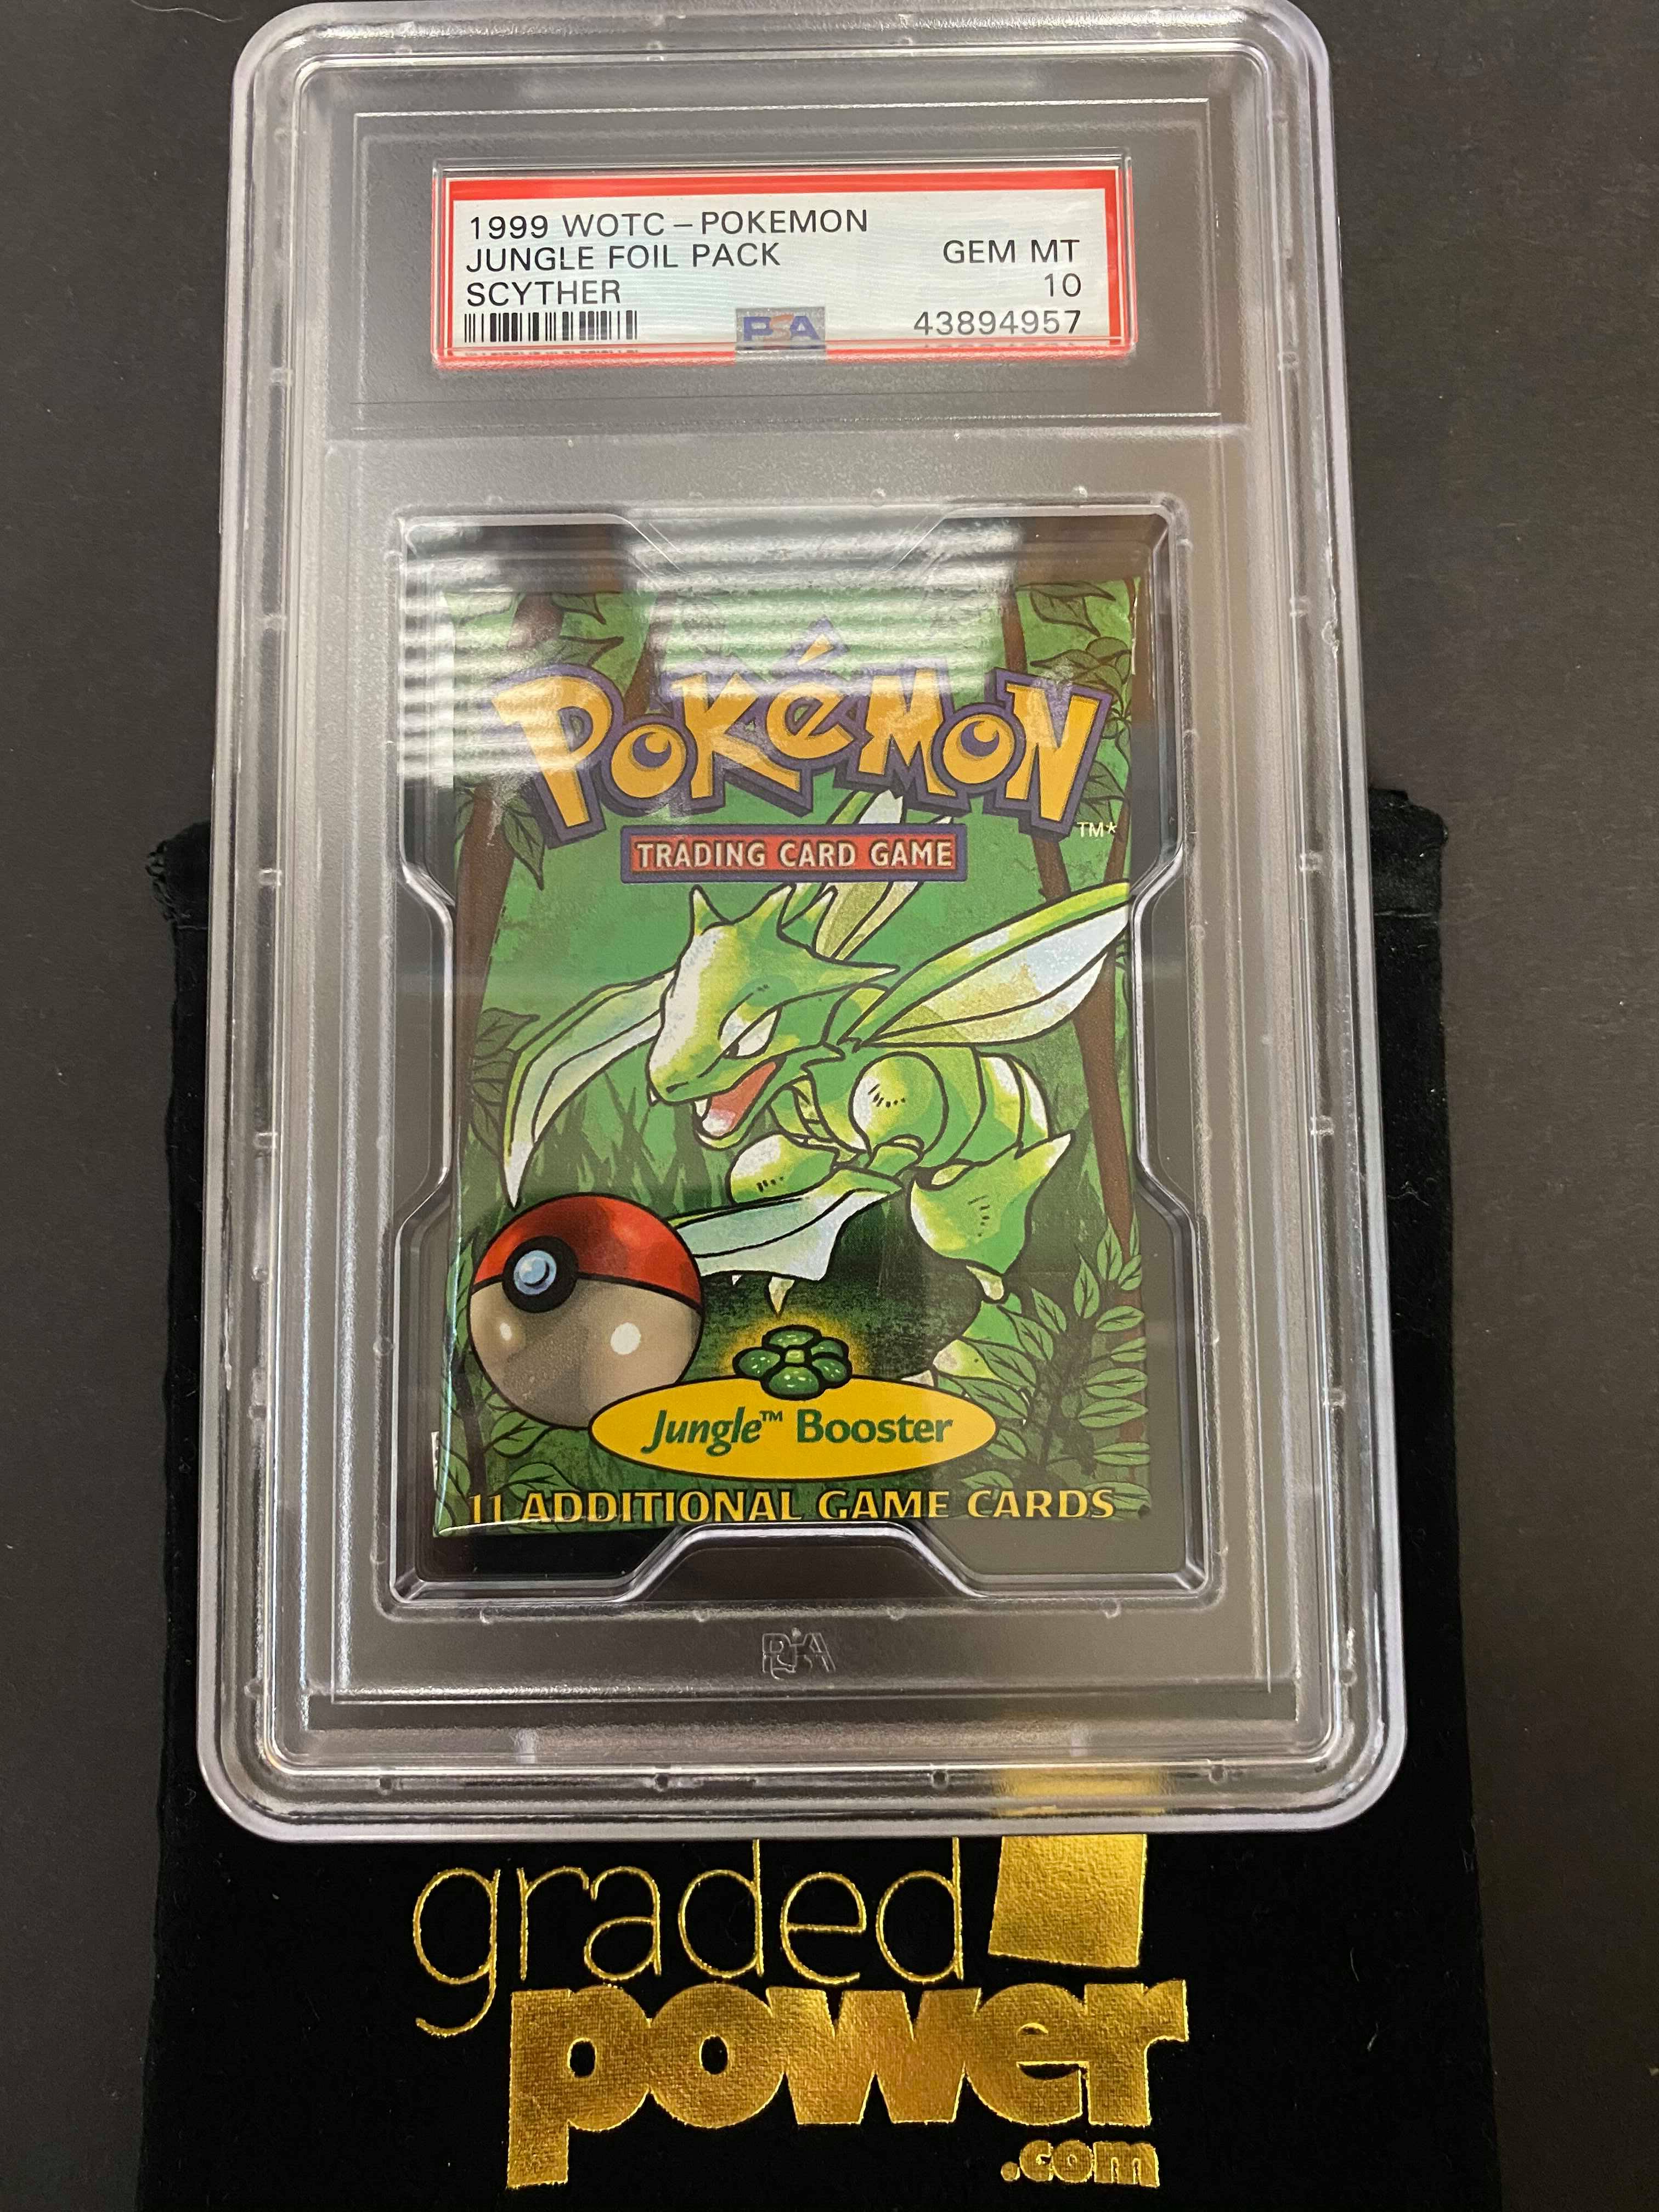 1999 WOTC-POKEMON
JUNGLE FOIL PACK
GEM MT
SCYTHER
10
PSA
43894957
POKéMON
TM*
TRADING CARD GAME
Jungle™ Booster
11 ADDITIONAL GAME CARDS
PSA
graded
power
.com